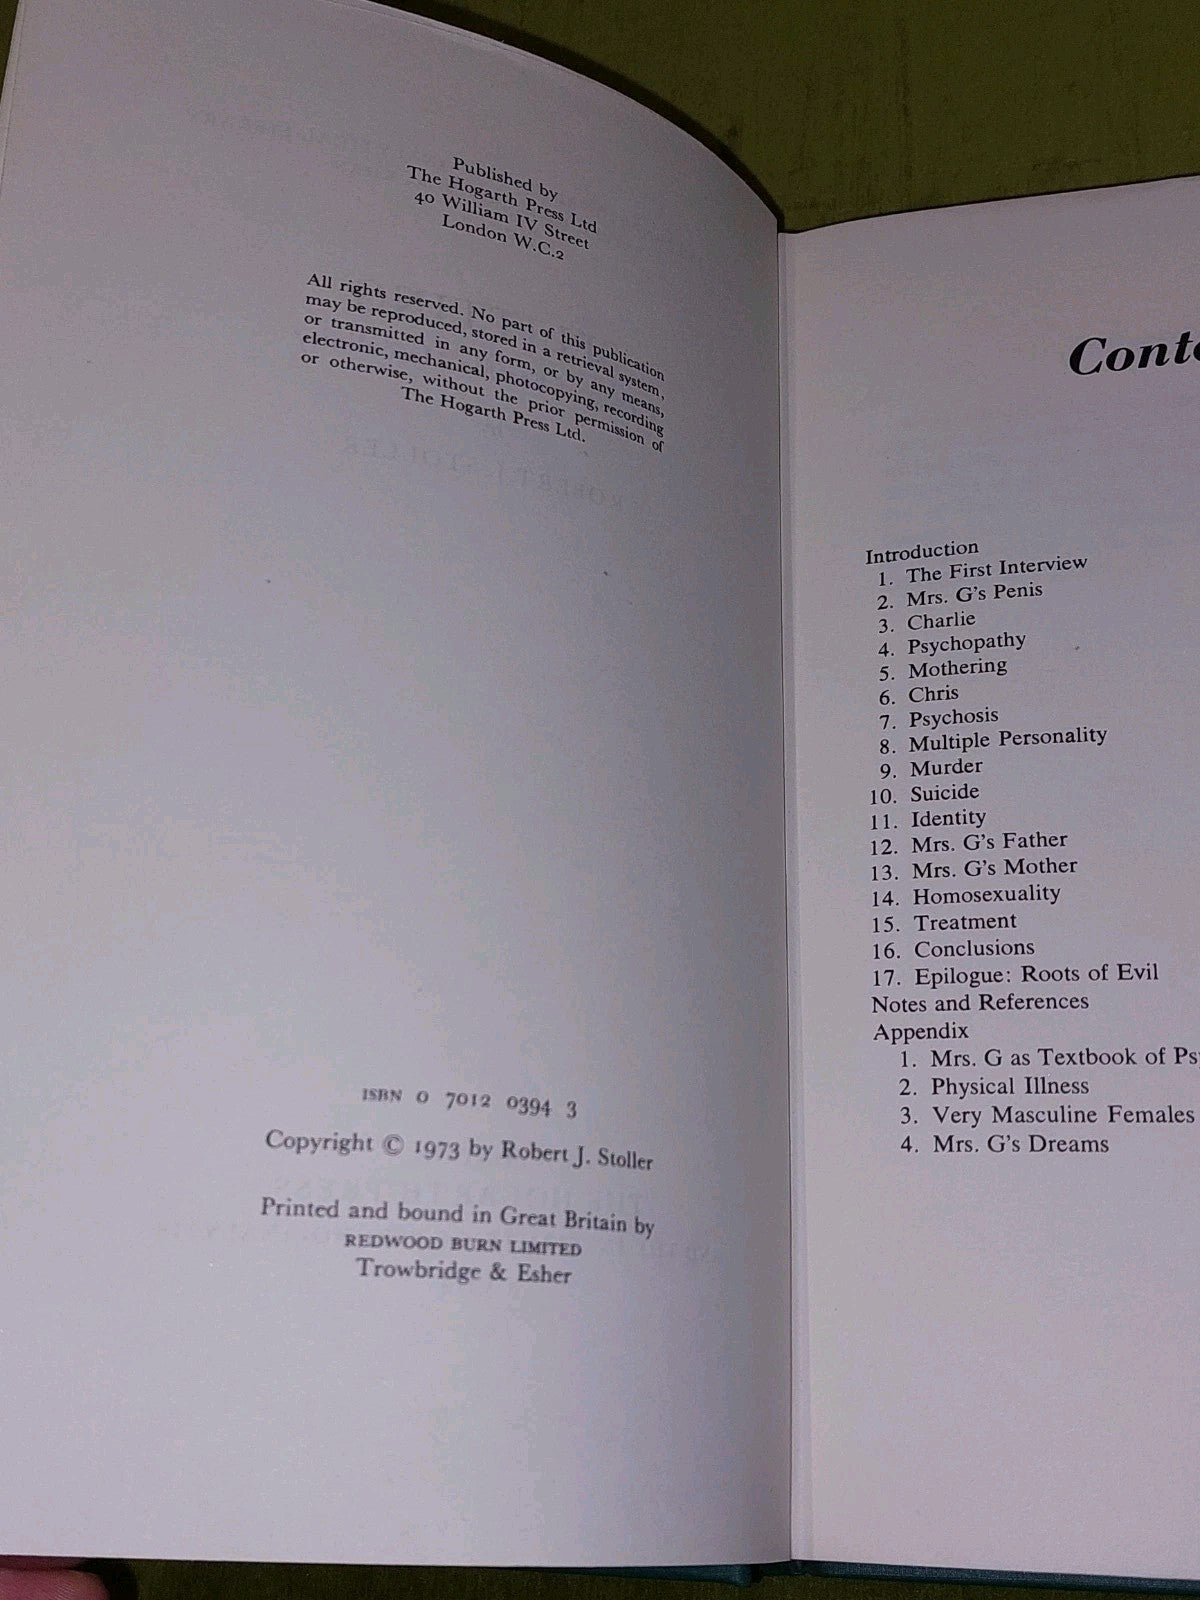 Published by
The Hogarth Press Ltd
40 William IV Street
London W.C.2
All rights reserved. No part of this publication
may be reproduced, stored in a retrieval system,
or transmitted in any form, or by any means,
electronic, mechanical, photocopying, recording
or otherwise, without the prior permission of
The Hogarth Press Ltd.
ISBN 0 7012 0394 3
Copyright © 1973 by Robert J. Stoller
Printed and bound in Great Britain by
REDWOOD BURN LIMITED
Trowbridge & Esher
Conte
Introduction
1. The First Interview
2. Mrs. G's Penis
3. Charlie
4. Psychopathy
5. Mothering
6. Chris
7. Psychosis
8. Multiple Personality
9. Murder
10. Suicide
11. Identity
12. Mrs. G's Father
13. Mrs. G's Mother
14. Homosexuality
15. Treatment
16. Conclusions
17. Epilogue: Roots of Evil
Notes and References
Appendix
1. Mrs. G as Textbook of Psy
2. Physical Illness
3. Very Masculine Females
4. Mrs. G's Dreams